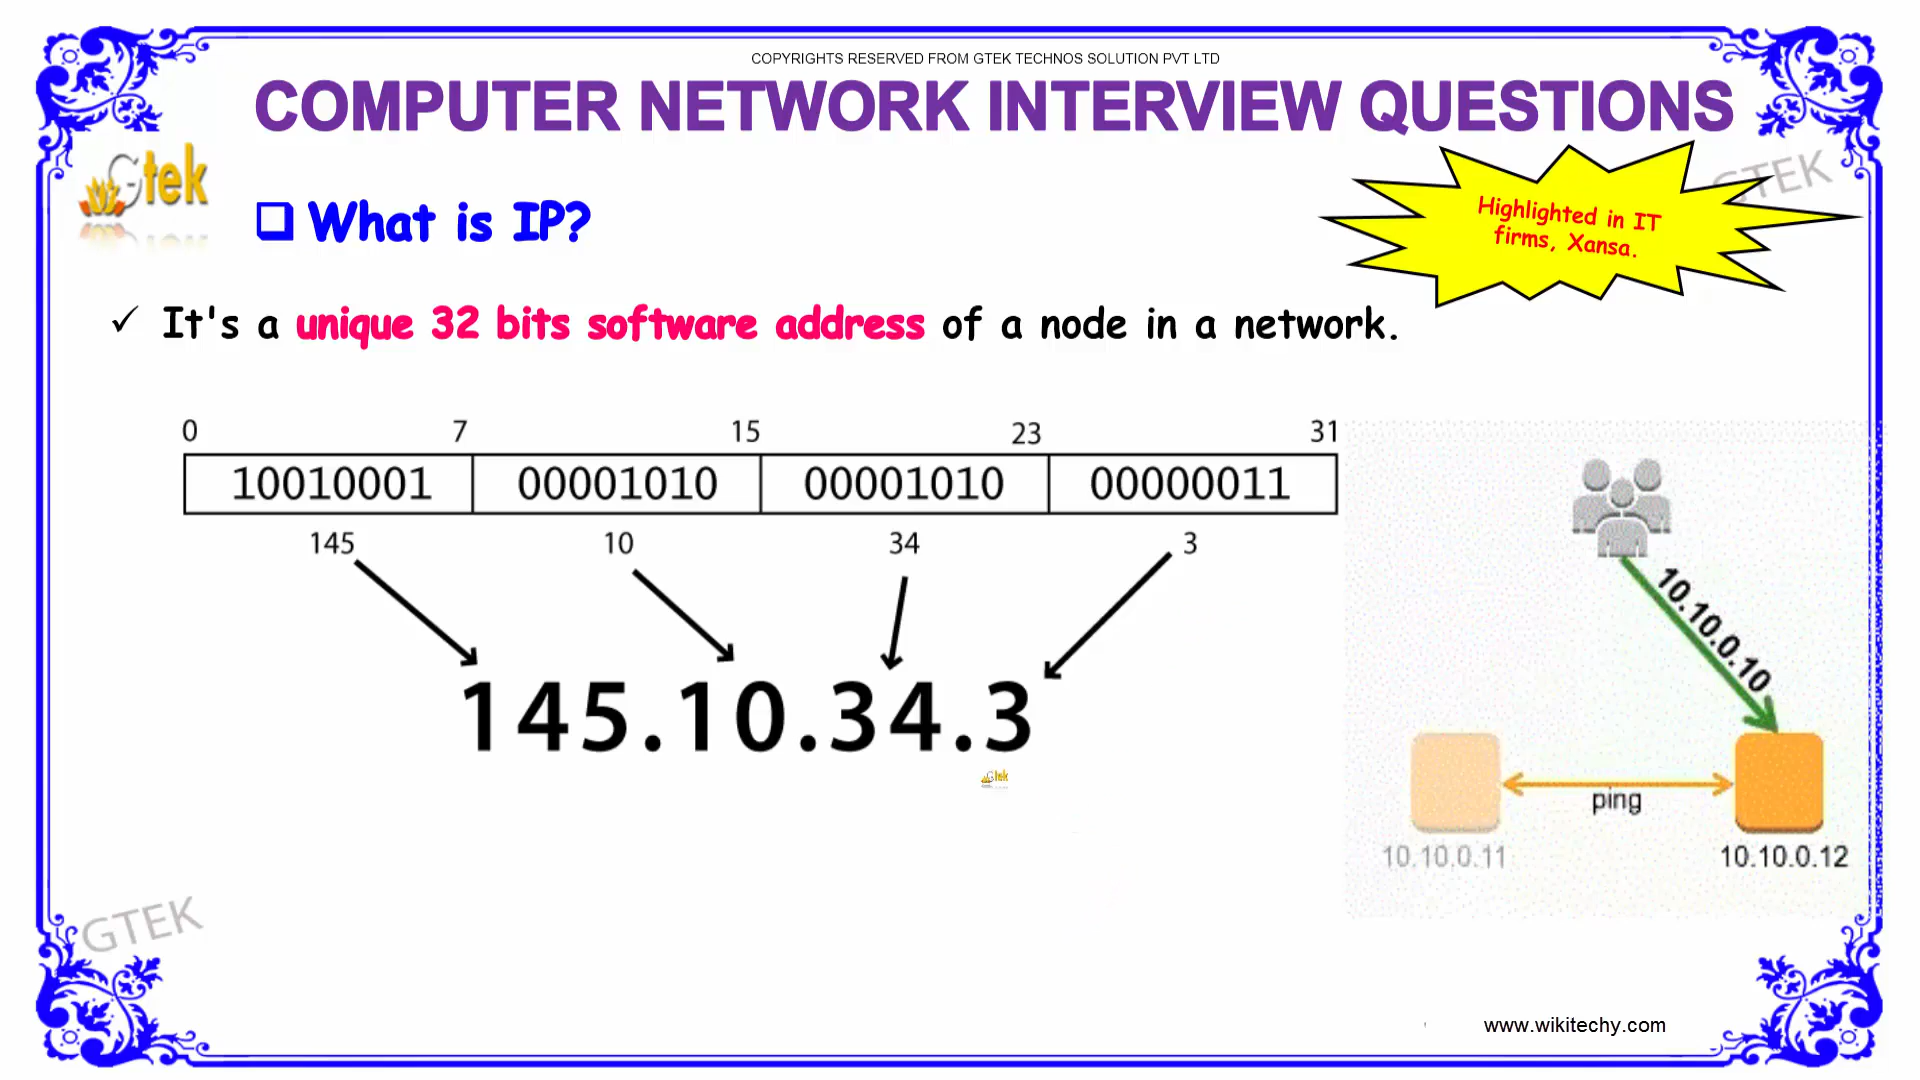 COPYRIGHTS RESERVED FROM GTEK TECHNOS SOLUTION PVT LTD
COMPUTER NETWORK INTERVIEW QUESTIONS
Gtek
GTEK
What is IP?
Highlighted in IT
firms, Xansa.
It's a unique 32 bits software address of a node in a network.
0 7 15 23 31
10010001 00001010 00001010 00000011
145 10 34 3
145.10.34.3
Gtek
10.10.0.10
ping
10.10.0.11 10.10.0.12
GTEK
www.wikitechy.com